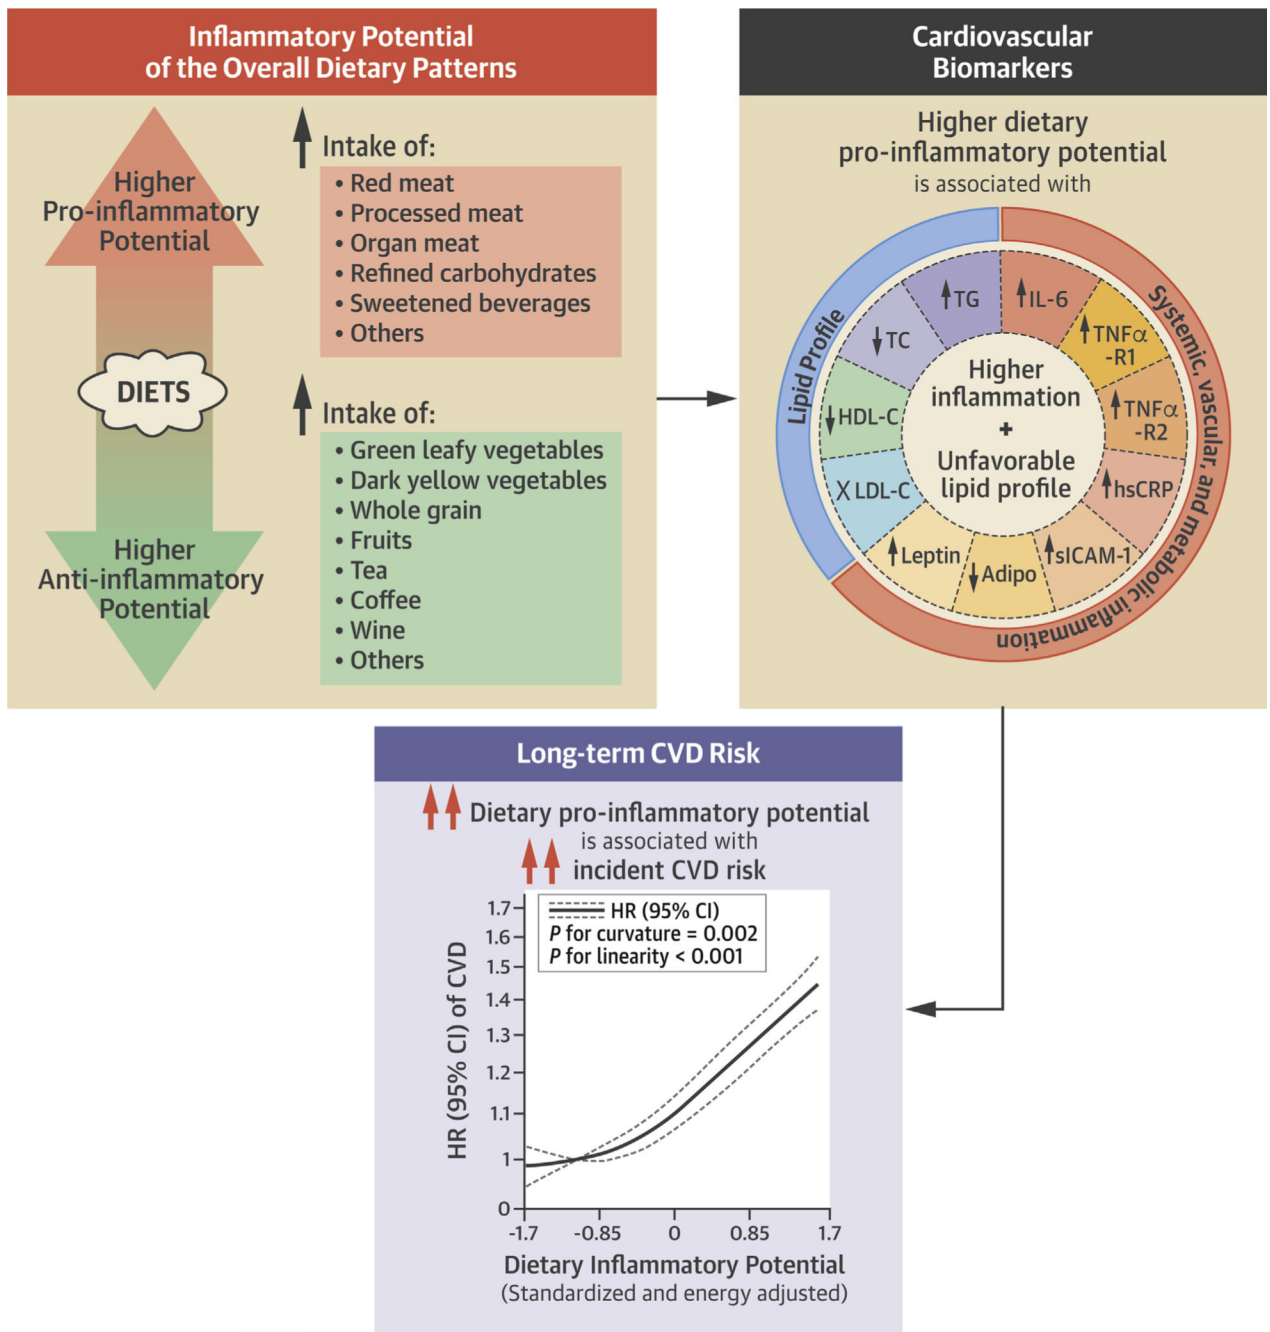 Inflammatory Potential
of the Overall Dietary Patterns
Higher
Pro-inflammatory
Potential
DIETS
Higher
Anti-inflammatory
Potential
Intake of:
• Red meat
• Processed meat
• Organ meat
• Refined carbohydrates
• Sweetened beverages
• Others
Intake of:
• Green leafy vegetables
• Dark yellow vegetables
• Whole grain
• Fruits
• Tea
• Coffee
• Wine
• Others
Cardiovascular
Biomarkers
Higher dietary
pro-inflammatory potential
is associated with
Lipid Profile
Systemic, vascular, and metabolic inflammation
↑TG
↑IL-6
↑TNFα
-R1
↑TNFα
-R2
↑hsCRP
↑sICAM-1
↓Adipo
↑Leptin
X LDL-C
↓HDL-C
↓TC
Higher
inflammation
+
Unfavorable
lipid profile
Long-term CVD Risk
↑↑ Dietary pro-inflammatory potential
is associated with
↑↑ incident CVD risk
HR (95% CI)
P for curvature = 0.002
P for linearity < 0.001
HR (95% CI) of CVD
1.7
1.6
1.5
1.4
1.3
1.2
1.1
1
0
-1.7 -0.85 0 0.85 1.7
Dietary Inflammatory Potential
(Standardized and energy adjusted)